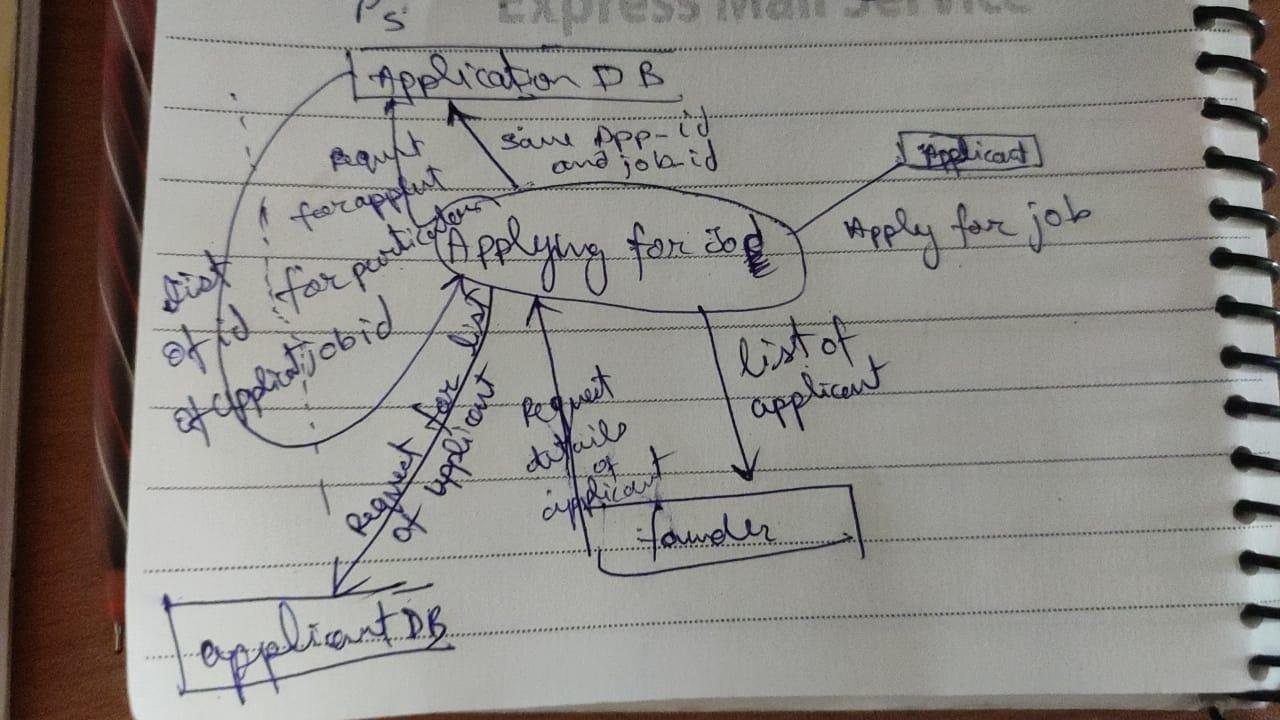 Express Mail Service
Ps
Application DB
save App-id
and job id
Request
for applicant
for particular
job id
Applicant
Apply for job
Applying for Job
list
of id
of applicant
Request for list
of applicant
Request
details
of
applicant
list of
applicant
founder
applicant DB